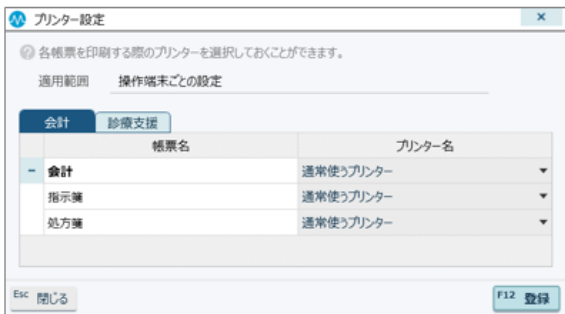 プリンター設定
各帳票を印刷する際のプリンターを選択しておくことができます。
適用範囲 操作端末ごとの設定
会計 診療支援
帳票名 プリンター名
会計 通常使うプリンター
指示箋 通常使うプリンター
処方箋 通常使うプリンター
Esc 閉じる F12 登録